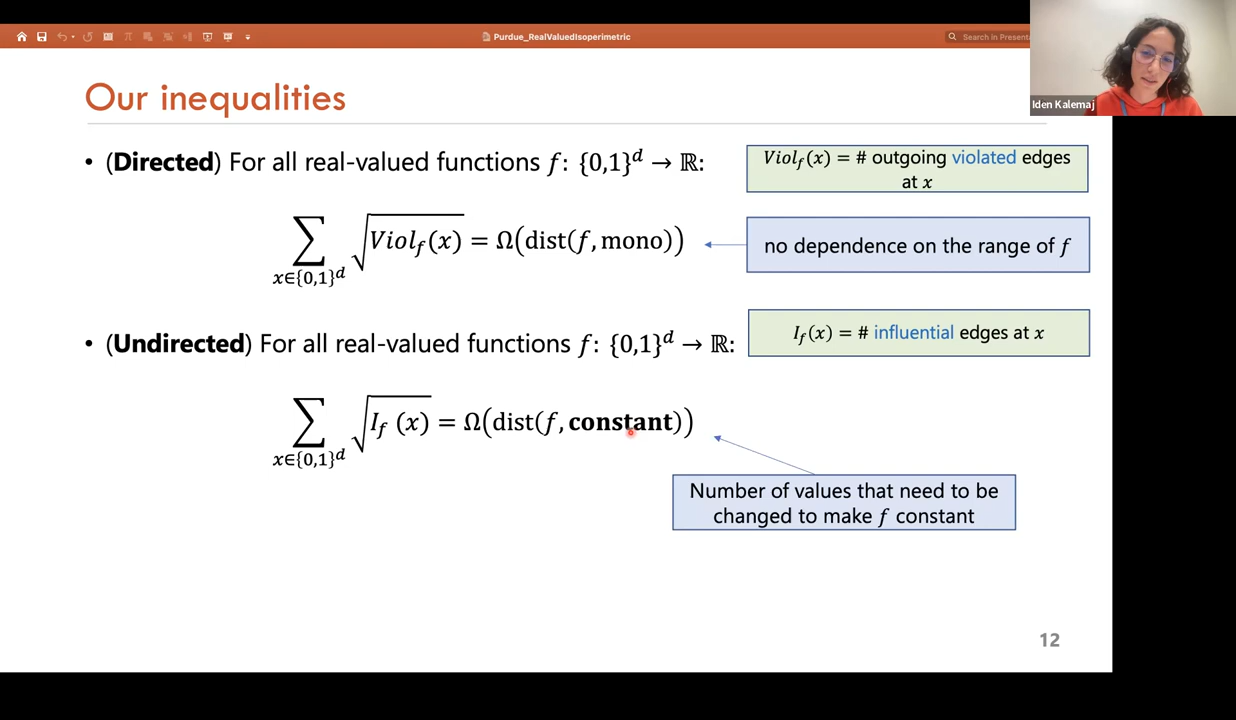 Purdue_RealValuedIsoperimetric
Search in Presenta
Iden Kalemaj
Our inequalities
• (Directed) For all real-valued functions f: {0,1}^d → ℝ:
Viol_f(x) = # outgoing violated edges
at x
∑_{x∈{0,1}^d} √Viol_f(x) = Ω(dist(f, mono))
no dependence on the range of f
• (Undirected) For all real-valued functions f: {0,1}^d → ℝ:
I_f(x) = # influential edges at x
∑_{x∈{0,1}^d} √I_f (x) = Ω(dist(f, constant))
Number of values that need to be
changed to make f constant
12